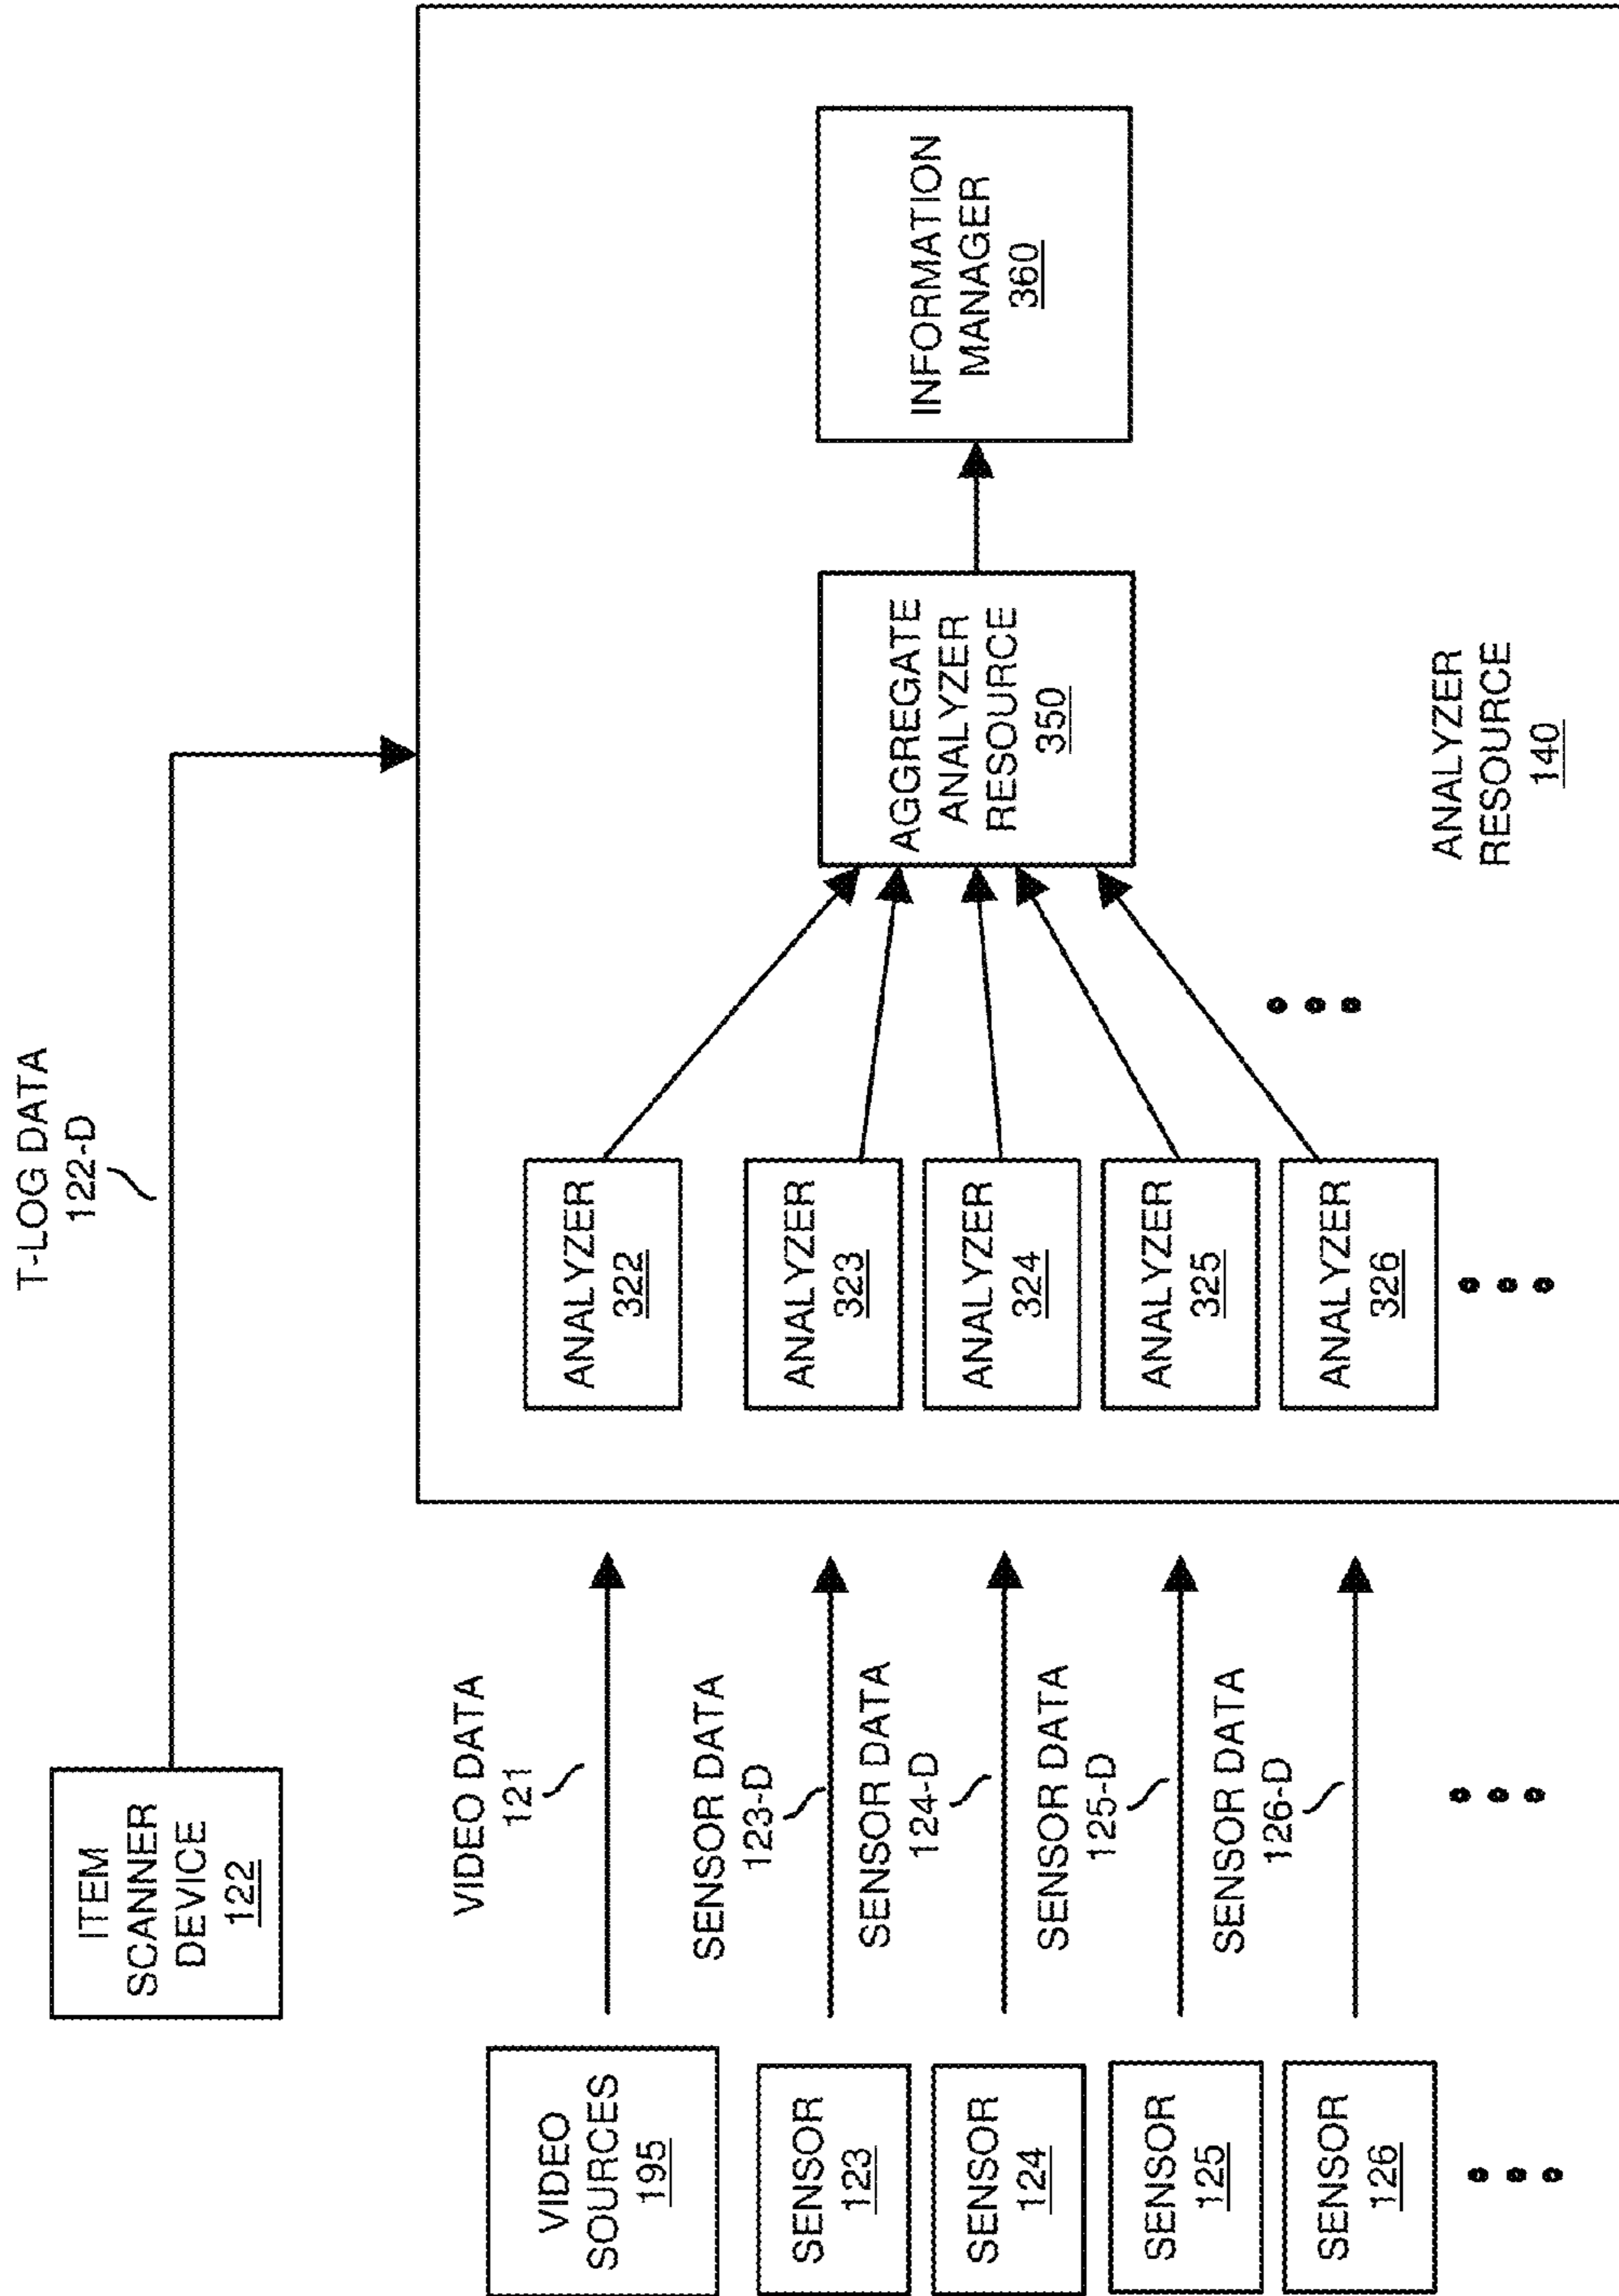 T-LOG DATA
122-D
ITEM
SCANNER
DEVICE
122
VIDEO
SOURCES
195
VIDEO DATA
121
SENSOR
123
SENSOR DATA
123-D
SENSOR
124
SENSOR DATA
124-D
SENSOR
125
SENSOR DATA
125-D
SENSOR
126
SENSOR DATA
126-D
ANALYZER
322
ANALYZER
323
ANALYZER
324
ANALYZER
325
ANALYZER
326
AGGREGATE
ANALYZER
RESOURCE
350
INFORMATION
MANAGER
360
ANALYZER
RESOURCE
140